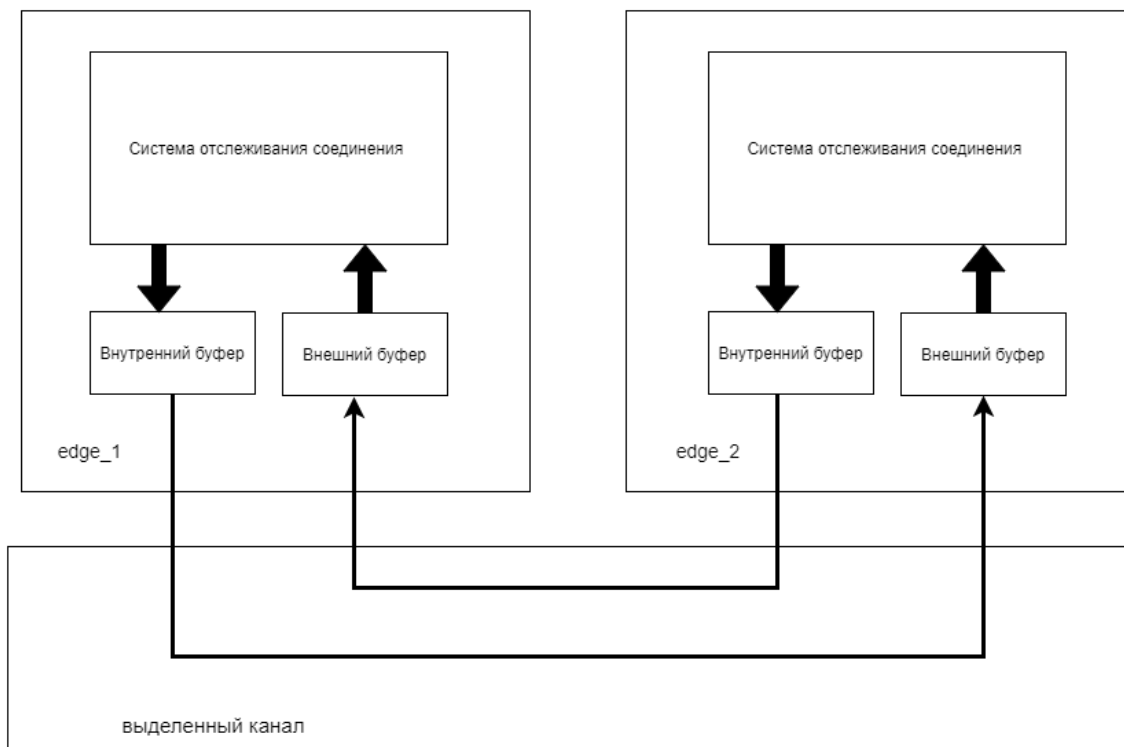 Система отслеживания соединения
Система отслеживания соединения
Внутренний буфер
Внешний буфер
Внутренний буфер
Внешний буфер
edge_1
edge_2
выделенный канал